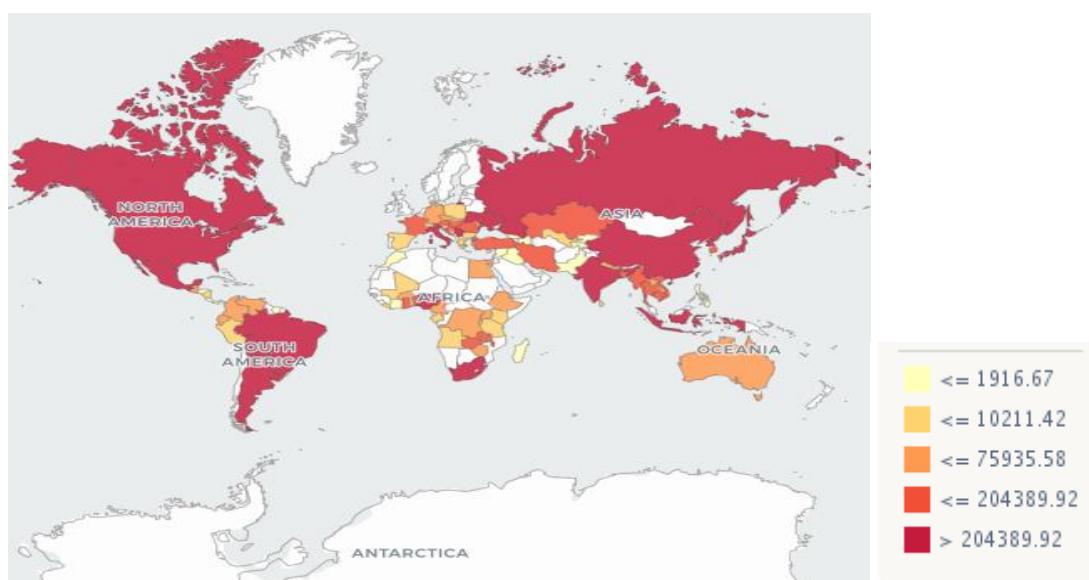 NORTH
AMERICA
ASIA
AFRICA
SOUTH
AMERICA
OCEANIA
ANTARCTICA
<= 1916.67
<= 10211.42
<= 75935.58
<= 204389.92
> 204389.92